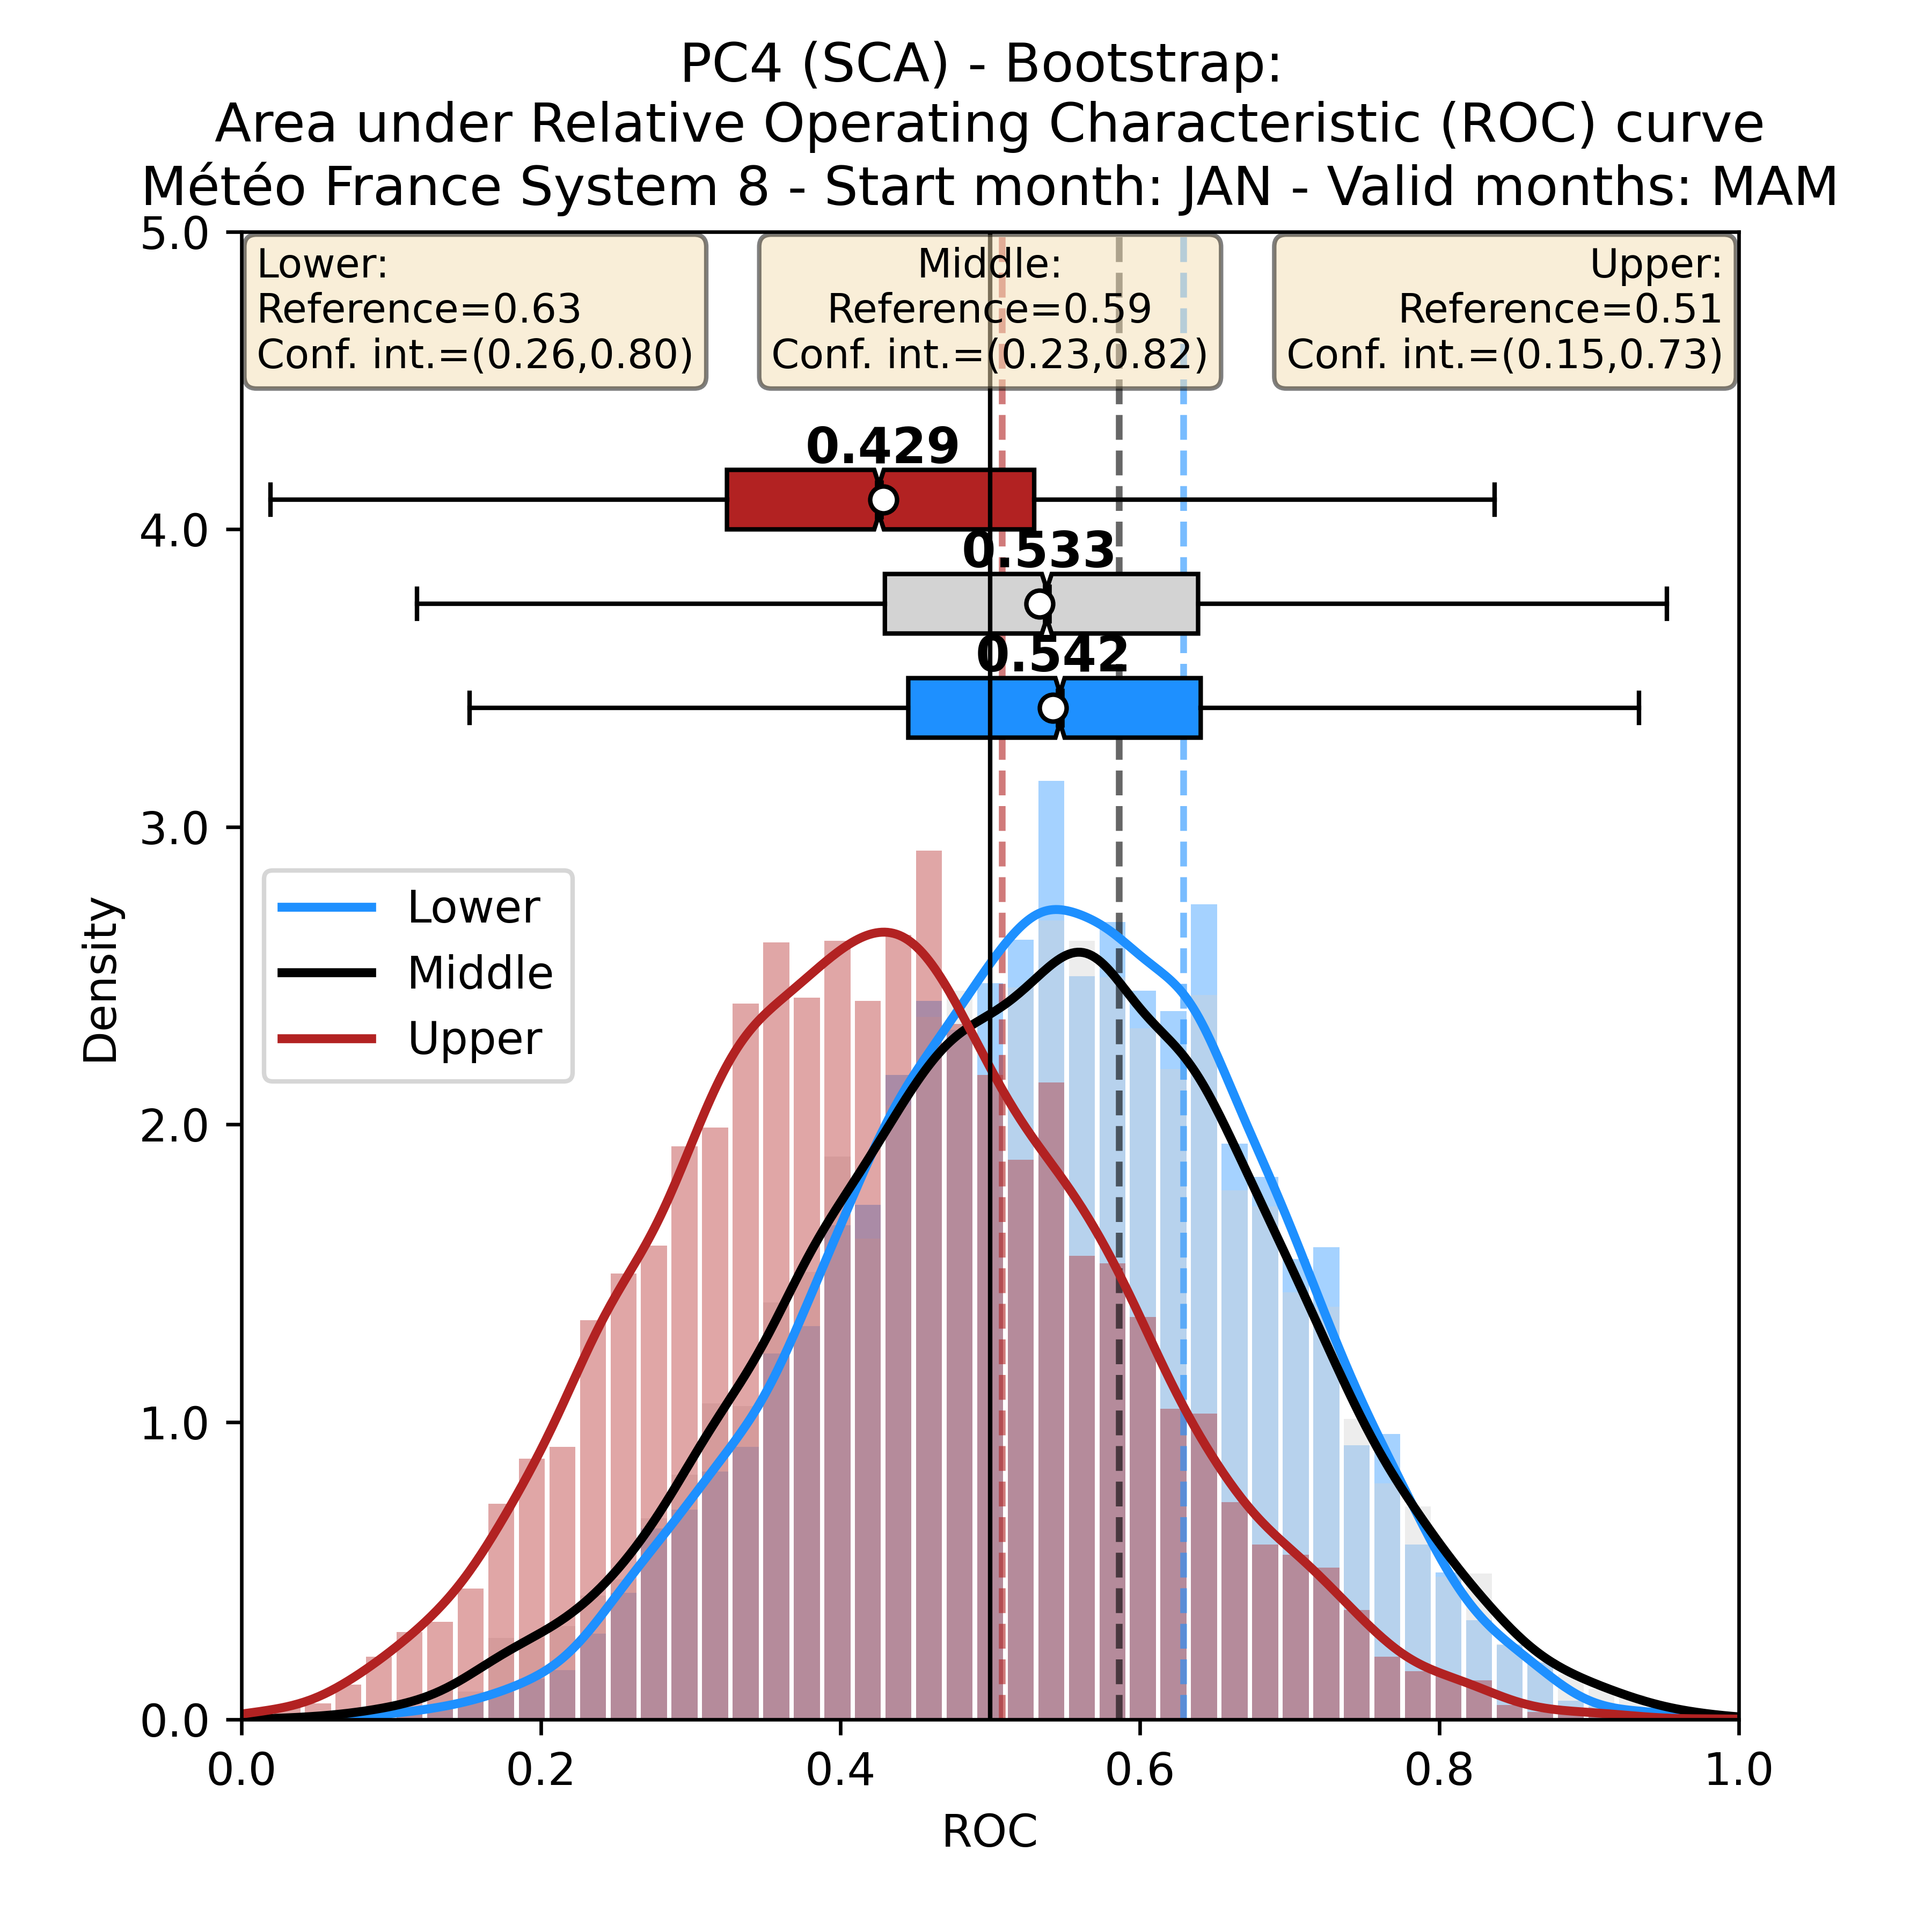 PC4 (SCA) - Bootstrap:
Area under Relative Operating Characteristic (ROC) curve
Météo France System 8 - Start month: JAN - Valid months: MAM
Lower:
Reference=0.63
Conf. int.=(0.26,0.80)
Middle:
Reference=0.59
Conf. int.=(0.23,0.82)
Upper:
Reference=0.51
Conf. int.=(0.15,0.73)
0.429
0.533
0.542
Lower
Middle
Upper
Density
5.0
4.0
3.0
2.0
1.0
0.0
0.0 0.2 0.4 0.6 0.8 1.0
ROC